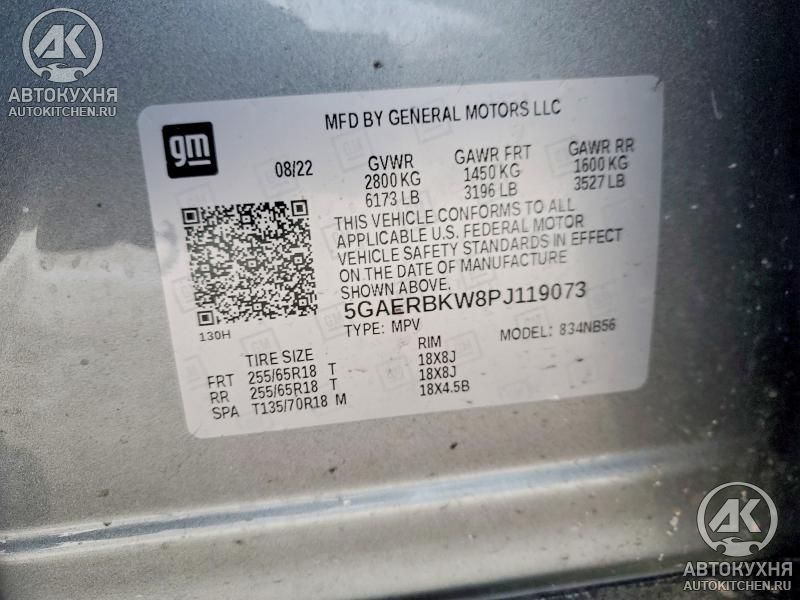 AK
АВТОКУХНЯ
AUTOKITCHEN.RU
gm
MFD BY GENERAL MOTORS LLC
08/22
GVWR GAWR FRT GAWR RR
2800 KG 1450 KG 1600 KG
6173 LB 3196 LB 3527 LB
THIS VEHICLE CONFORMS TO ALL
APPLICABLE U.S. FEDERAL MOTOR
VEHICLE SAFETY STANDARDS IN EFFECT
ON THE DATE OF MANUFACTURE
SHOWN ABOVE.
130H
5GAERBKW8PJ119073
TYPE: MPV MODEL: 834NB56
TIRE SIZE RIM
FRT 255/65R18 T 18X8J
RR 255/65R18 T 18X8J
SPA T135/70R18 M 18X4.5B
AK
АВТОКУХНЯ
AUTOKITCHEN.RU